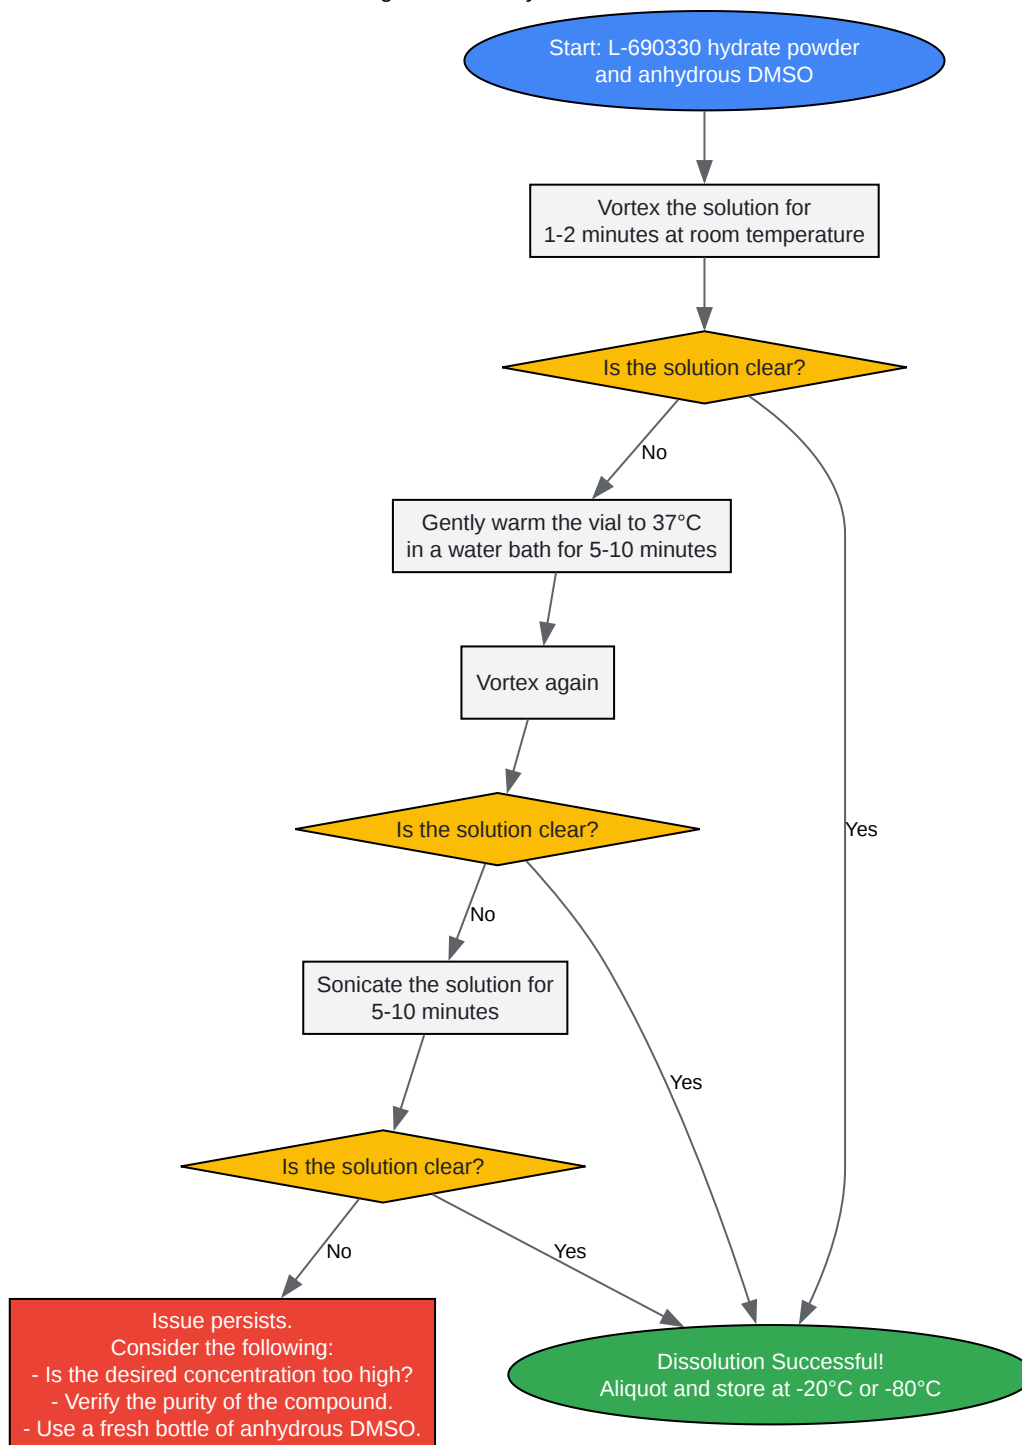 Start: L-690330 hydrate powder
and anhydrous DMSO
Vortex the solution for
1-2 minutes at room temperature
Is the solution clear?
No
Gently warm the vial to 37°C
in a water bath for 5-10 minutes
Vortex again
Yes
Is the solution clear?
No
Sonicate the solution for
5-10 minutes
Yes
Is the solution clear?
No
Yes
Issue persists.
Consider the following:
- Is the desired concentration too high?
- Verify the purity of the compound.
- Use a fresh bottle of anhydrous DMSO.
Dissolution Successful!
Aliquot and store at -20°C or -80°C